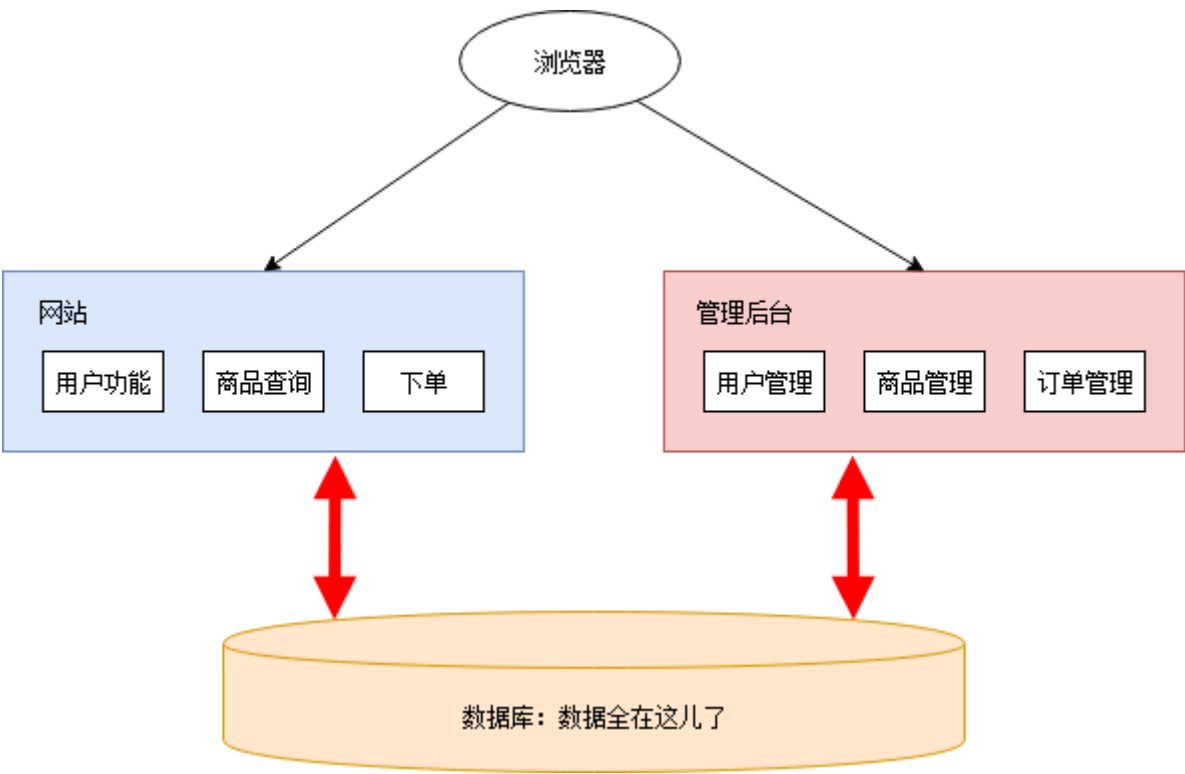 浏览器
网站
用户功能
商品查询
下单
管理后台
用户管理
商品管理
订单管理
数据库：数据全在这儿了